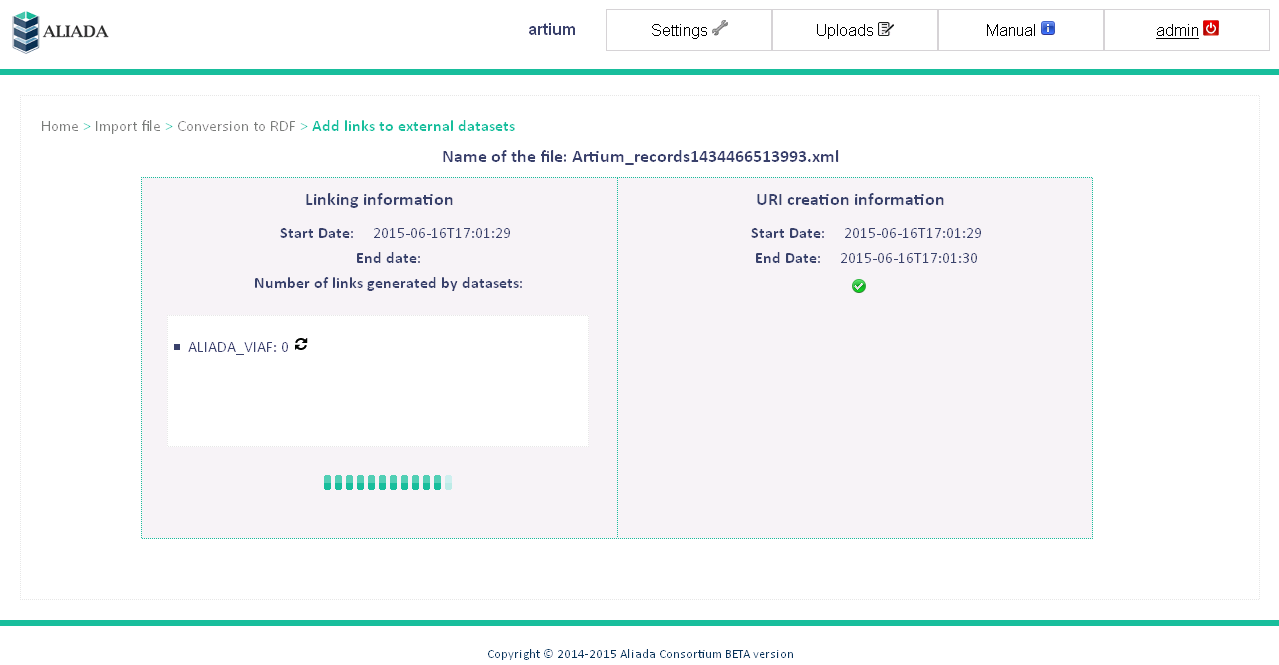 ALIADA
artium
Settings
Uploads
Manual
admin
Home > Import file > Conversion to RDF > Add links to external datasets
Name of the file: Artium_records1434466513993.xml
Linking information
Start Date: 2015-06-16T17:01:29
End date:
Number of links generated by datasets:
ALIADA_VIAF: 0
URI creation information
Start Date: 2015-06-16T17:01:29
End Date: 2015-06-16T17:01:30
Copyright © 2014-2015 Aliada Consortium BETA version